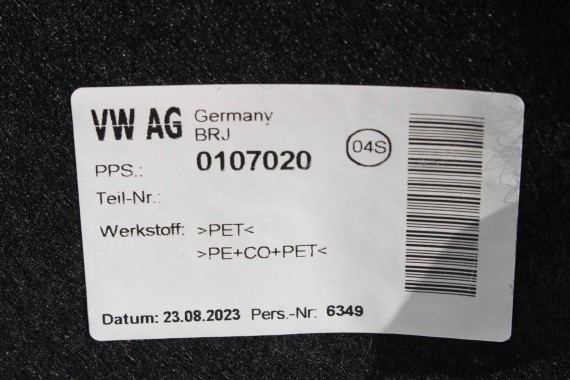 VW AG Germany
BRJ
04S
PPS.: 0107020
Teil-Nr.:
Werkstoff: >PET<
>PE+CO+PET<
Datum: 23.08.2023 Pers.-Nr: 6349